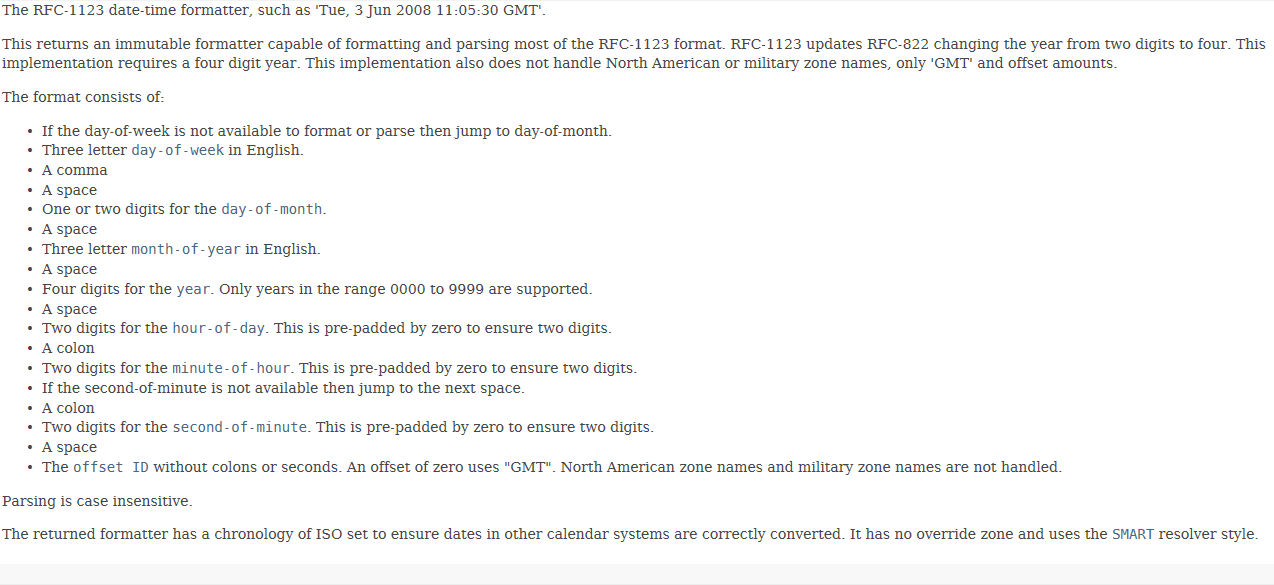 The RFC-1123 date-time formatter, such as 'Tue, 3 Jun 2008 11:05:30 GMT'.
This returns an immutable formatter capable of formatting and parsing most of the RFC-1123 format. RFC-1123 updates RFC-822 changing the year from two digits to four. This
implementation requires a four digit year. This implementation also does not handle North American or military zone names, only 'GMT' and offset amounts.
The format consists of:
• If the day-of-week is not available to format or parse then jump to day-of-month.
• Three letter day-of-week in English.
• A comma
• A space
• One or two digits for the day-of-month.
• A space
• Three letter month-of-year in English.
• A space
• Four digits for the year. Only years in the range 0000 to 9999 are supported.
• A space
• Two digits for the hour-of-day. This is pre-padded by zero to ensure two digits.
• A colon
• Two digits for the minute-of-hour. This is pre-padded by zero to ensure two digits.
• If the second-of-minute is not available then jump to the next space.
• A colon
• Two digits for the second-of-minute. This is pre-padded by zero to ensure two digits.
• A space
• The offset ID without colons or seconds. An offset of zero uses "GMT". North American zone names and military zone names are not handled.
Parsing is case insensitive.
The returned formatter has a chronology of ISO set to ensure dates in other calendar systems are correctly converted. It has no override zone and uses the SMART resolver style.